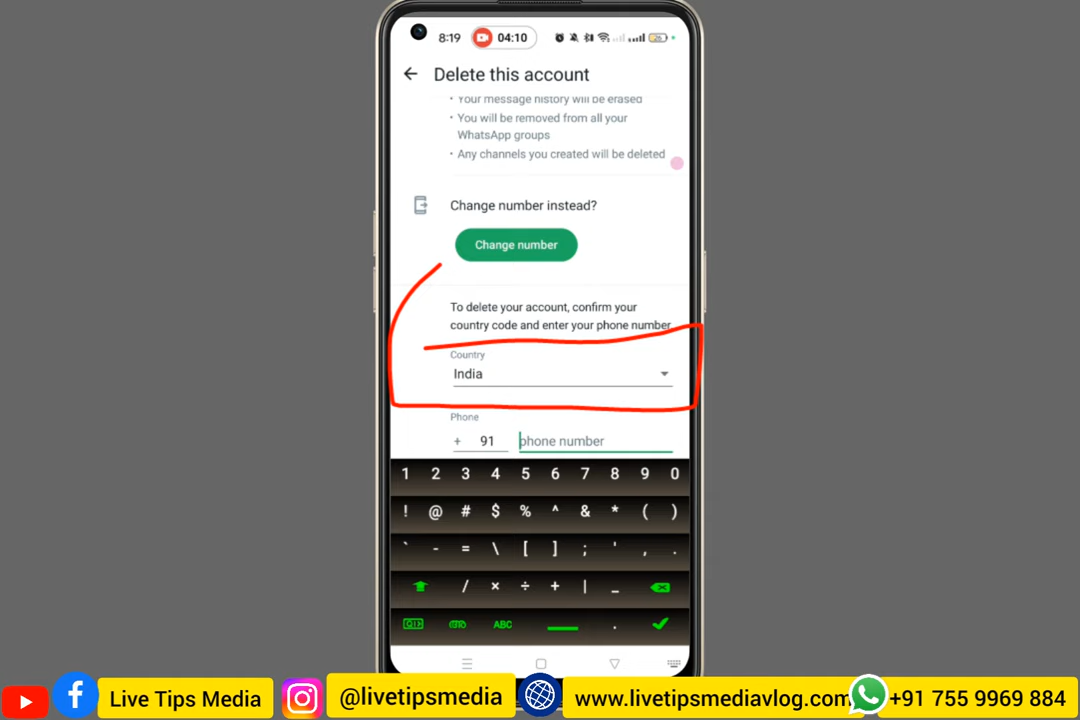 8:19 04:10
Delete this account
• Your message history will be erased
• You will be removed from all your
WhatsApp groups
• Any channels you created will be deleted
Change number instead?
Change number
To delete your account, confirm your
country code and enter your phone number.
Country
India
Phone
+ 91 phone number
1 2 3 4 5 6 7 8 9 0
! @ # $ % ^ & * ( )
` - = \ [ ] ; ' , .
/ × ÷ + | _
ABC .
Live Tips Media @livetipsmedia www.livetipsmediavlog.com +91 755 9969 884